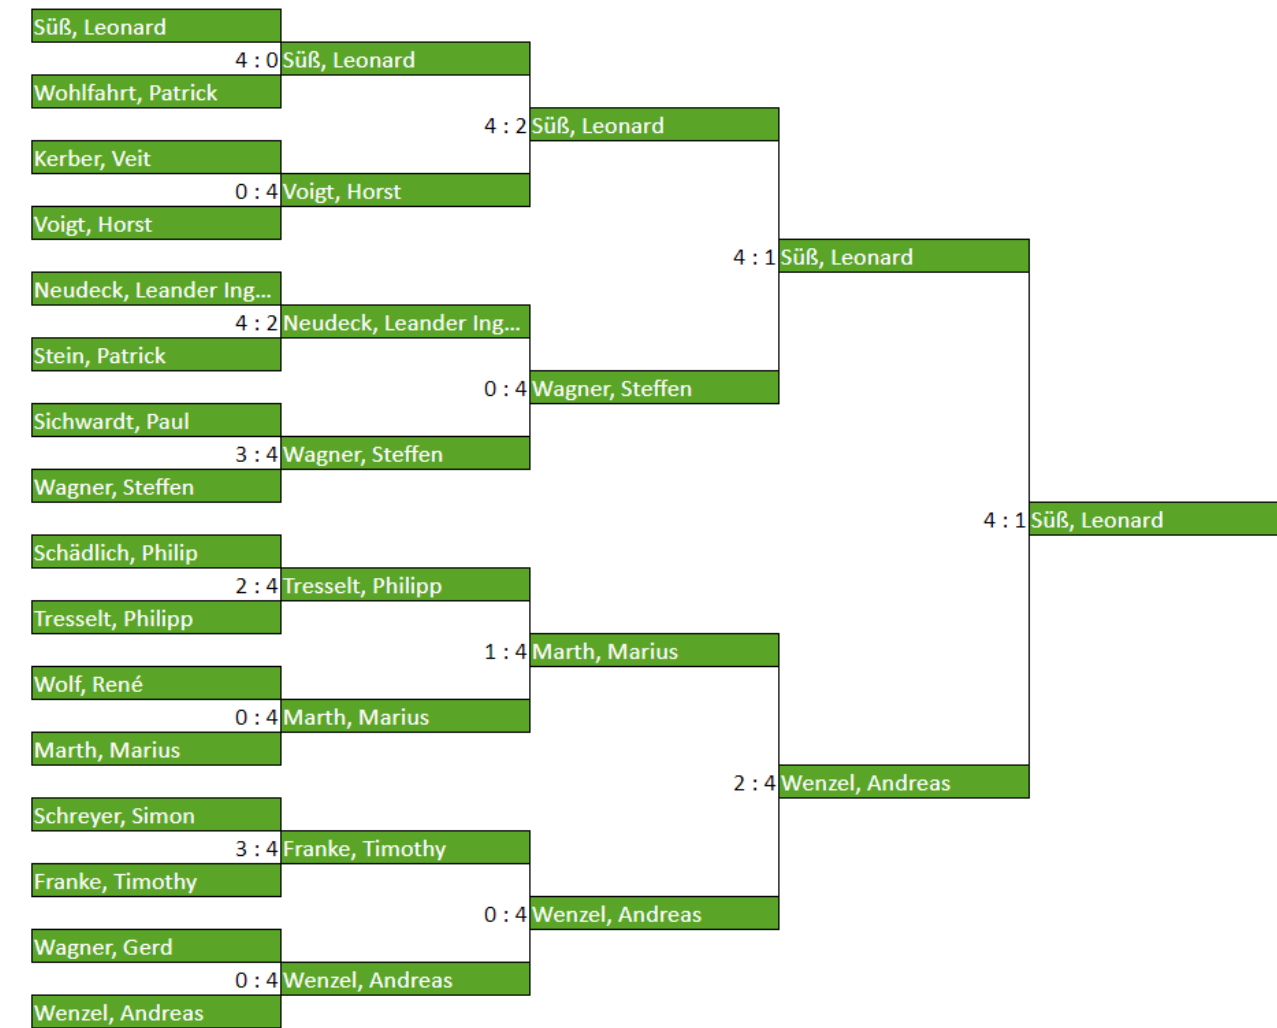 Süß, Leonard
4 : 0 Süß, Leonard
Wohlfahrt, Patrick
4 : 2 Süß, Leonard
Kerber, Veit
0 : 4 Voigt, Horst
Voigt, Horst
4 : 1 Süß, Leonard
Neudeck, Leander Ing...
4 : 2 Neudeck, Leander Ing...
Stein, Patrick
0 : 4 Wagner, Steffen
Sichwardt, Paul
3 : 4 Wagner, Steffen
Wagner, Steffen
4 : 1 Süß, Leonard
Schädlich, Philip
2 : 4 Tresselt, Philipp
Tresselt, Philipp
1 : 4 Marth, Marius
Wolf, René
0 : 4 Marth, Marius
Marth, Marius
2 : 4 Wenzel, Andreas
Schreyer, Simon
3 : 4 Franke, Timothy
Franke, Timothy
0 : 4 Wenzel, Andreas
Wagner, Gerd
0 : 4 Wenzel, Andreas
Wenzel, Andreas